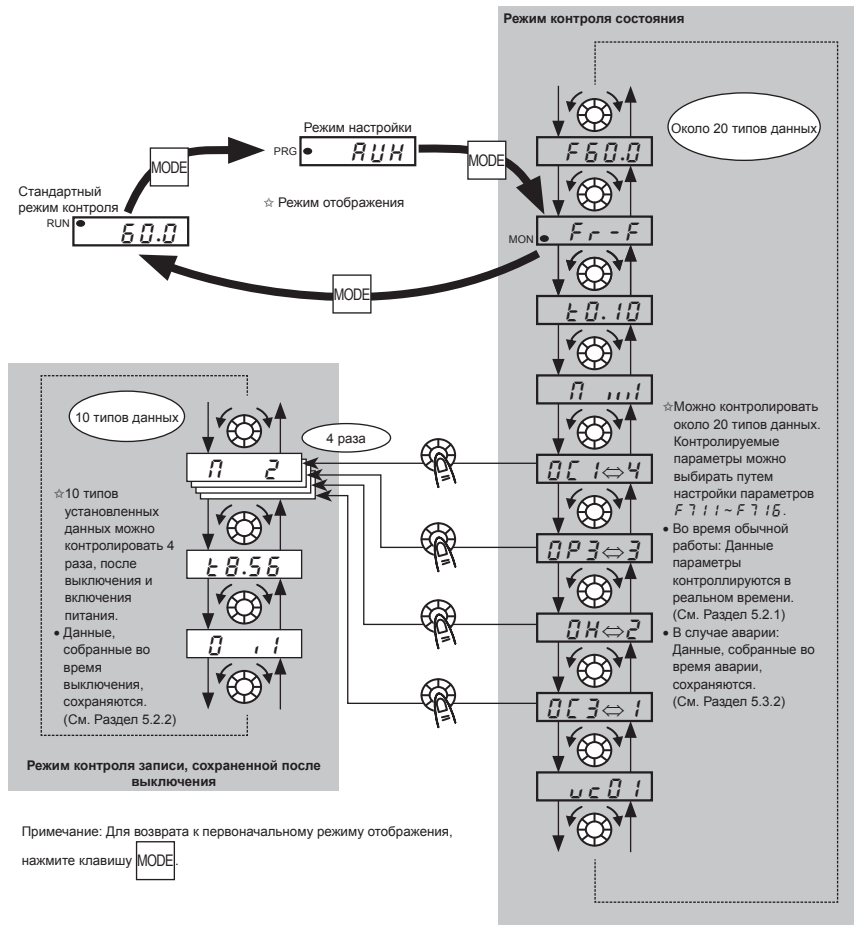 Режим контроля состояния
Около 20 типов данных
Режим настройки
PRG
AUH
MODE
MODE
Стандартный
режим контроля
RUN
60.0
☆ Режим отображения
MODE
F60.0
MON
Fr-F
t0.10
10 типов данных
4 раза
П 2
☆10 типов
установленных
данных можно
контролировать 4
раза, после
выключения и
включения
питания.
• Данные,
собранные во
время
выключения,
сохраняются.
(См. Раздел 5.2.2)
t8.56
Режим контроля записи, сохраненной после
выключения
OC1⇔4
OP3⇔3
OH⇔2
OC3⇔1
uc01
☆Можно контролировать
около 20 типов данных.
Контролируемые
параметры можно
выбирать путем
настройки параметров
F711~F716.
• Во время обычной
работы: Данные
параметры
контроллируются в
реальном времени.
(См. Раздел 5.2.1)
• В случае аварии:
Данные, собранные во
время аварии,
сохраняются.
(См. Раздел 5.3.2)
Примечание: Для возврата к первоначальному режиму отображения,
нажмите клавишу MODE.